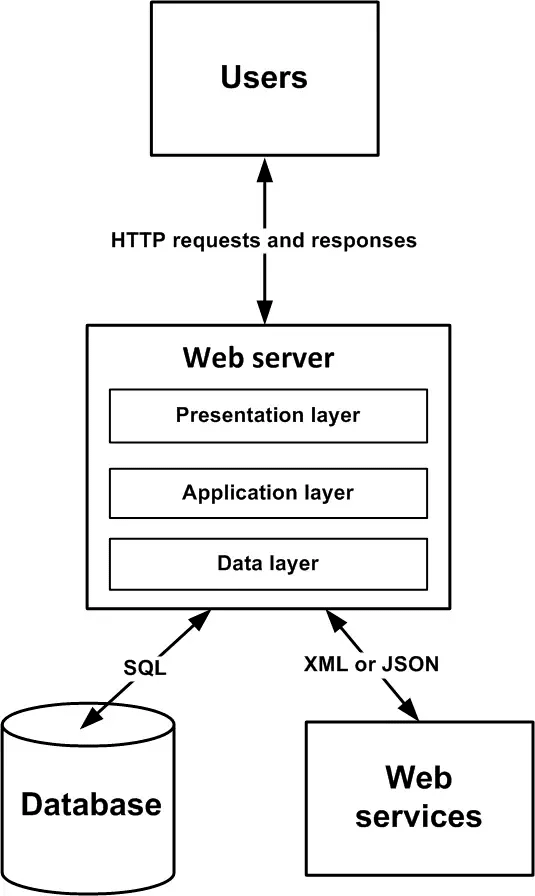 Users
HTTP requests and responses
Web server
Presentation layer
Application layer
Data layer
SQL
XML or JSON
Database
Web
services